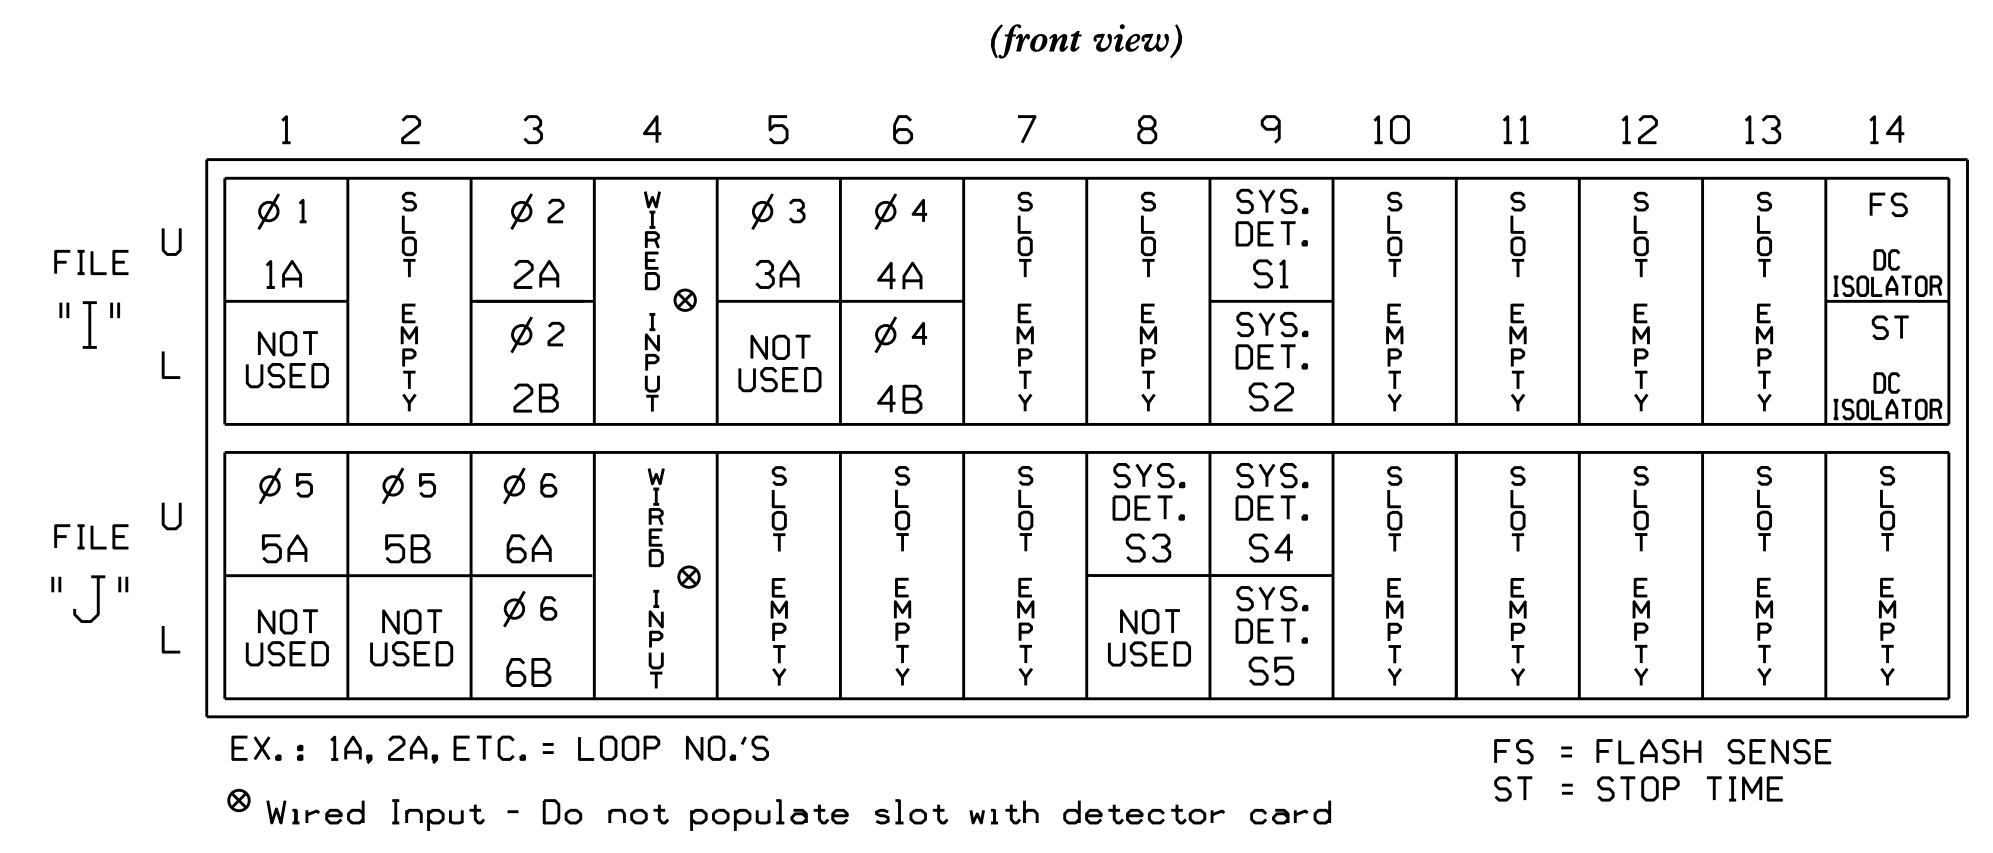 (front view)
1 2 3 4 5 6 7 8 9 10 11 12 13 14
FILE "I"
U
L
Ø 1
1A
NOT
USED
SLOT EMPTY
Ø 2
2A
Ø 2
2B
WIRED INPUT ⊗
Ø 3
3A
NOT
USED
Ø 4
4A
Ø 4
4B
SLOT EMPTY
SLOT EMPTY
SYS.
DET.
S1
SYS.
DET.
S2
SLOT EMPTY
SLOT EMPTY
SLOT EMPTY
SLOT EMPTY
FS
DC
ISOLATOR
ST
DC
ISOLATOR
FILE "J"
U
L
Ø 5
5A
NOT
USED
Ø 5
5B
NOT
USED
Ø 6
6A
Ø 6
6B
WIRED INPUT ⊗
SLOT EMPTY
SLOT EMPTY
SLOT EMPTY
SYS.
DET.
S3
NOT
USED
SYS.
DET.
S4
SYS.
DET.
S5
SLOT EMPTY
SLOT EMPTY
SLOT EMPTY
SLOT EMPTY
SLOT EMPTY
EX.: 1A, 2A, ETC. = LOOP NO.'S
⊗ Wired Input - Do not populate slot with detector card
FS = FLASH SENSE
ST = STOP TIME